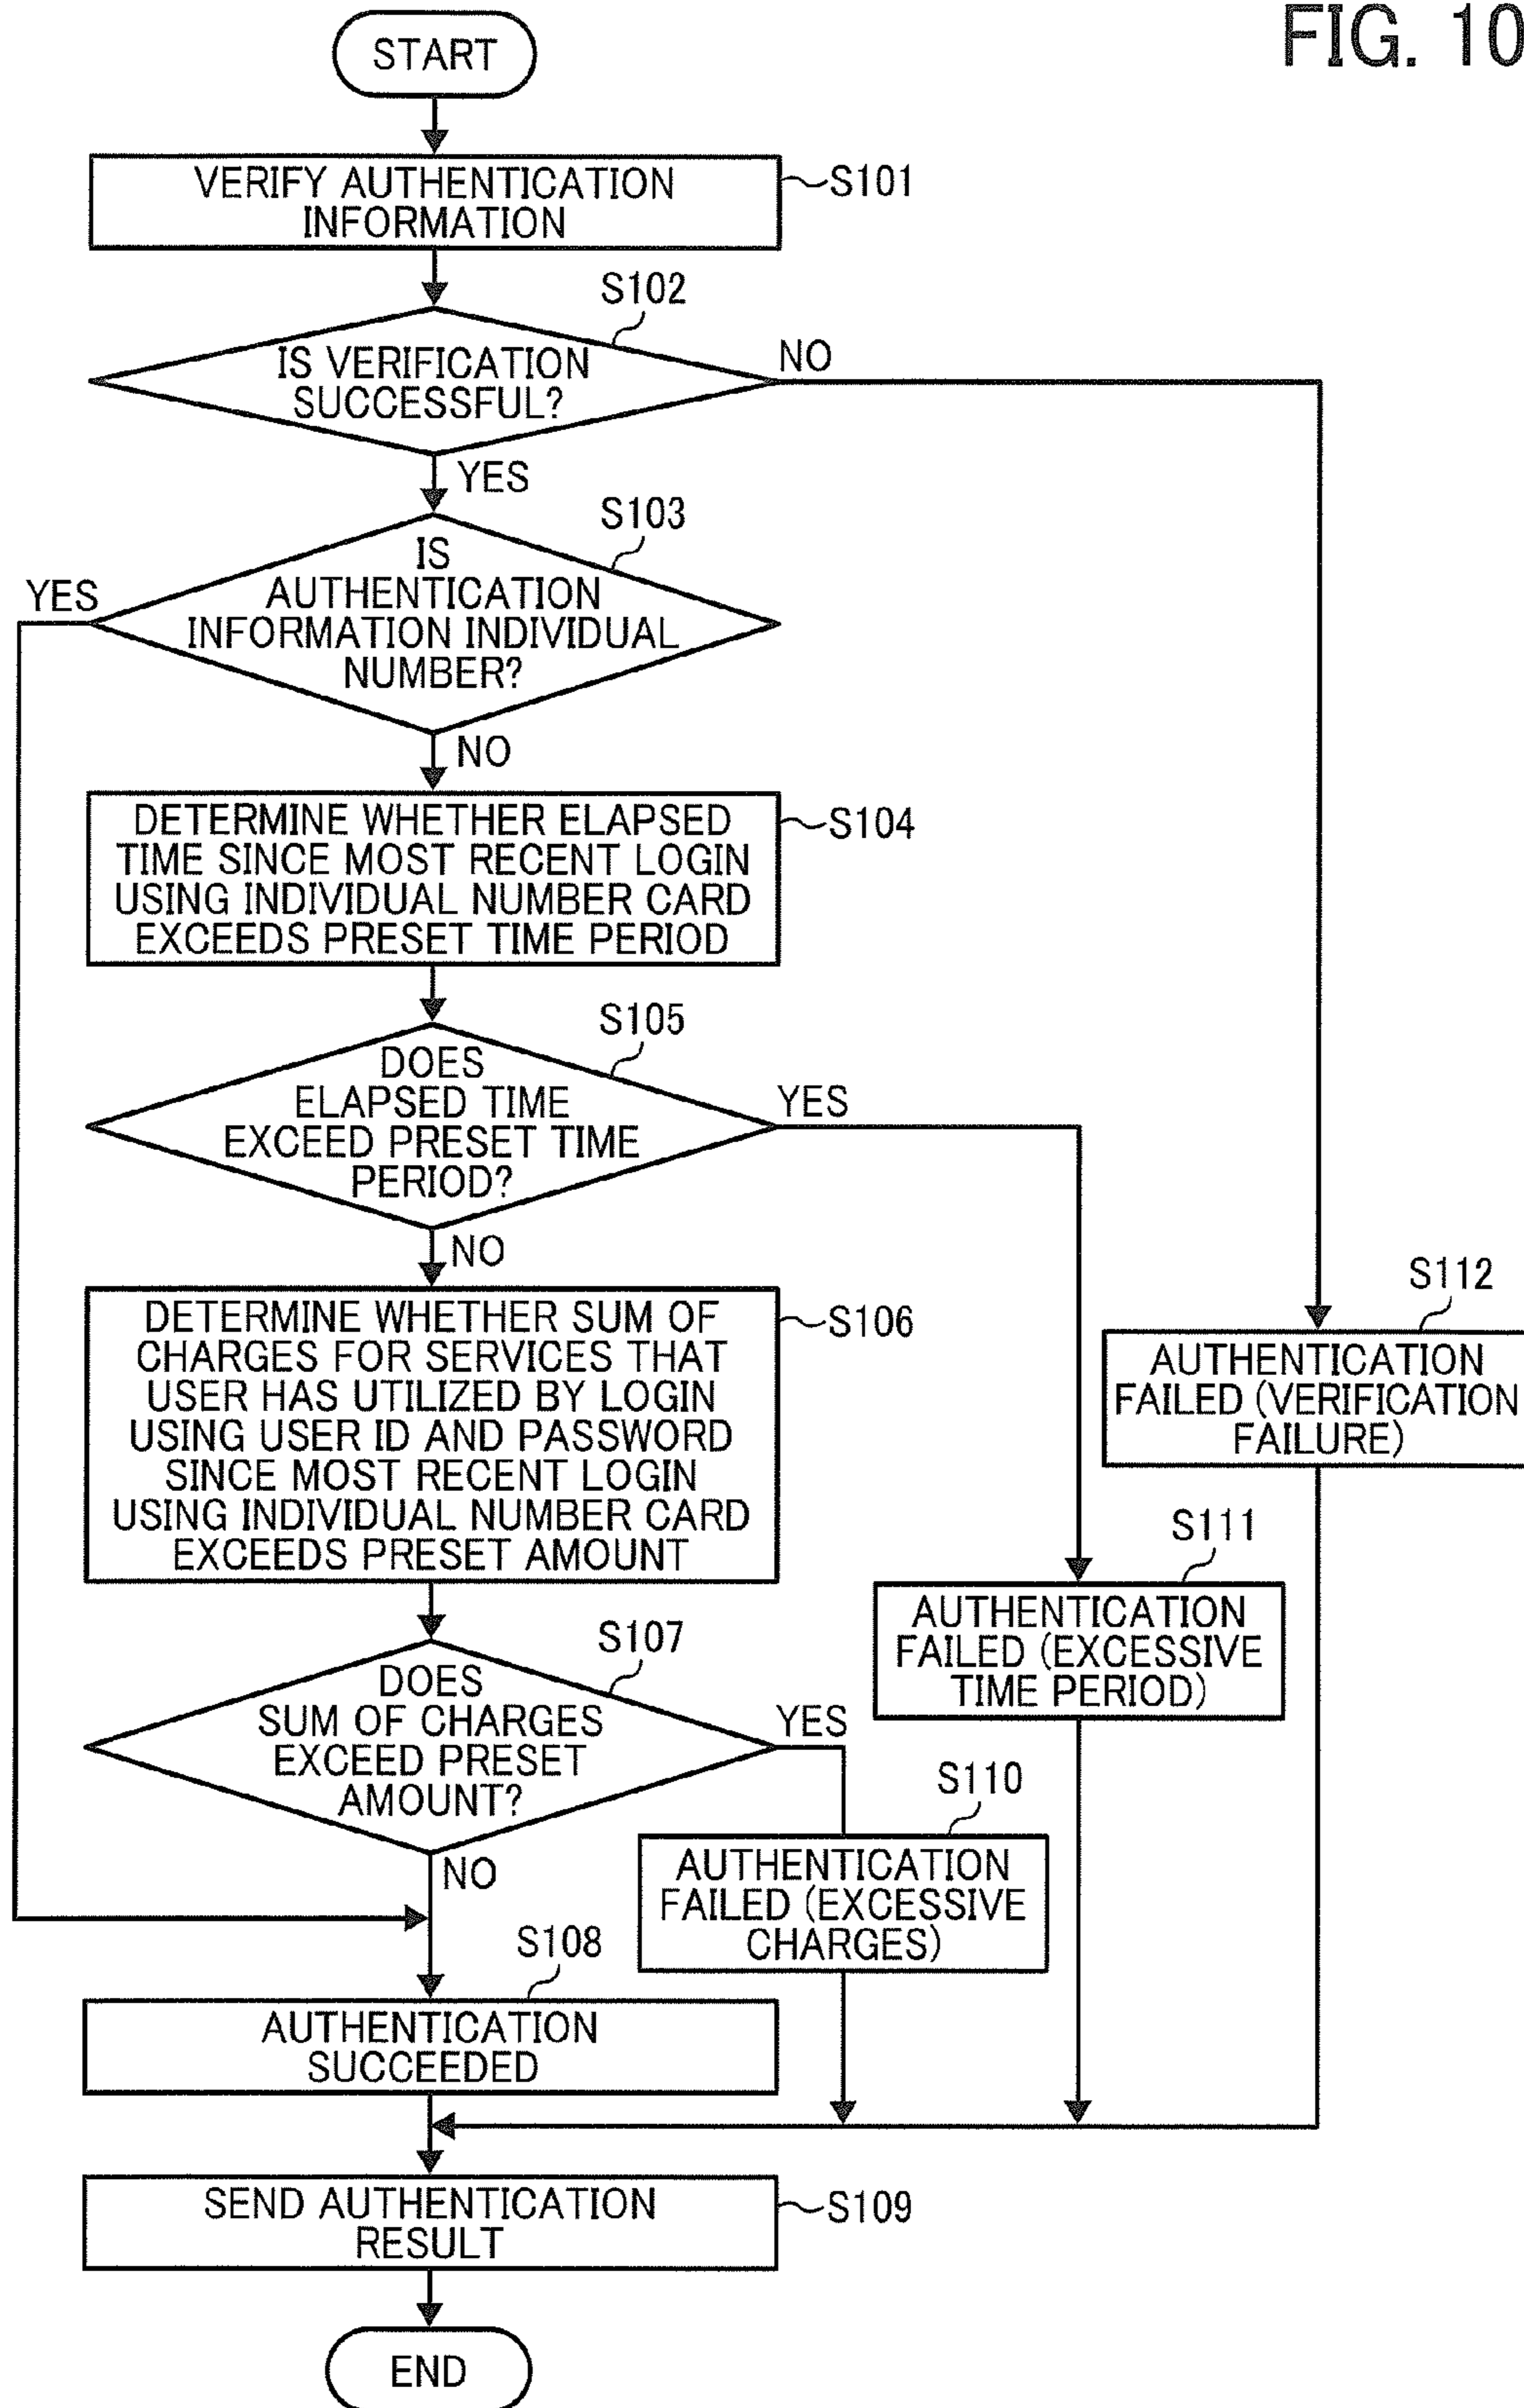 FIG. 10
START
VERIFY AUTHENTICATION
INFORMATION
S101
S102
IS VERIFICATION
SUCCESSFUL?
NO
YES
S103
IS
AUTHENTICATION
INFORMATION INDIVIDUAL
NUMBER?
YES
NO
DETERMINE WHETHER ELAPSED
TIME SINCE MOST RECENT LOGIN
USING INDIVIDUAL NUMBER CARD
EXCEEDS PRESET TIME PERIOD
S104
S105
DOES
ELAPSED TIME
EXCEED PRESET TIME
PERIOD?
YES
NO
DETERMINE WHETHER SUM OF
CHARGES FOR SERVICES THAT
USER HAS UTILIZED BY LOGIN
USING USER ID AND PASSWORD
SINCE MOST RECENT LOGIN
USING INDIVIDUAL NUMBER CARD
EXCEEDS PRESET AMOUNT
S106
S112
AUTHENTICATION
FAILED (VERIFICATION
FAILURE)
S111
AUTHENTICATION
FAILED (EXCESSIVE
TIME PERIOD)
S107
DOES
SUM OF CHARGES
EXCEED PRESET
AMOUNT?
YES
NO
S110
AUTHENTICATION
FAILED (EXCESSIVE
CHARGES)
S108
AUTHENTICATION
SUCCEEDED
SEND AUTHENTICATION
RESULT
S109
END